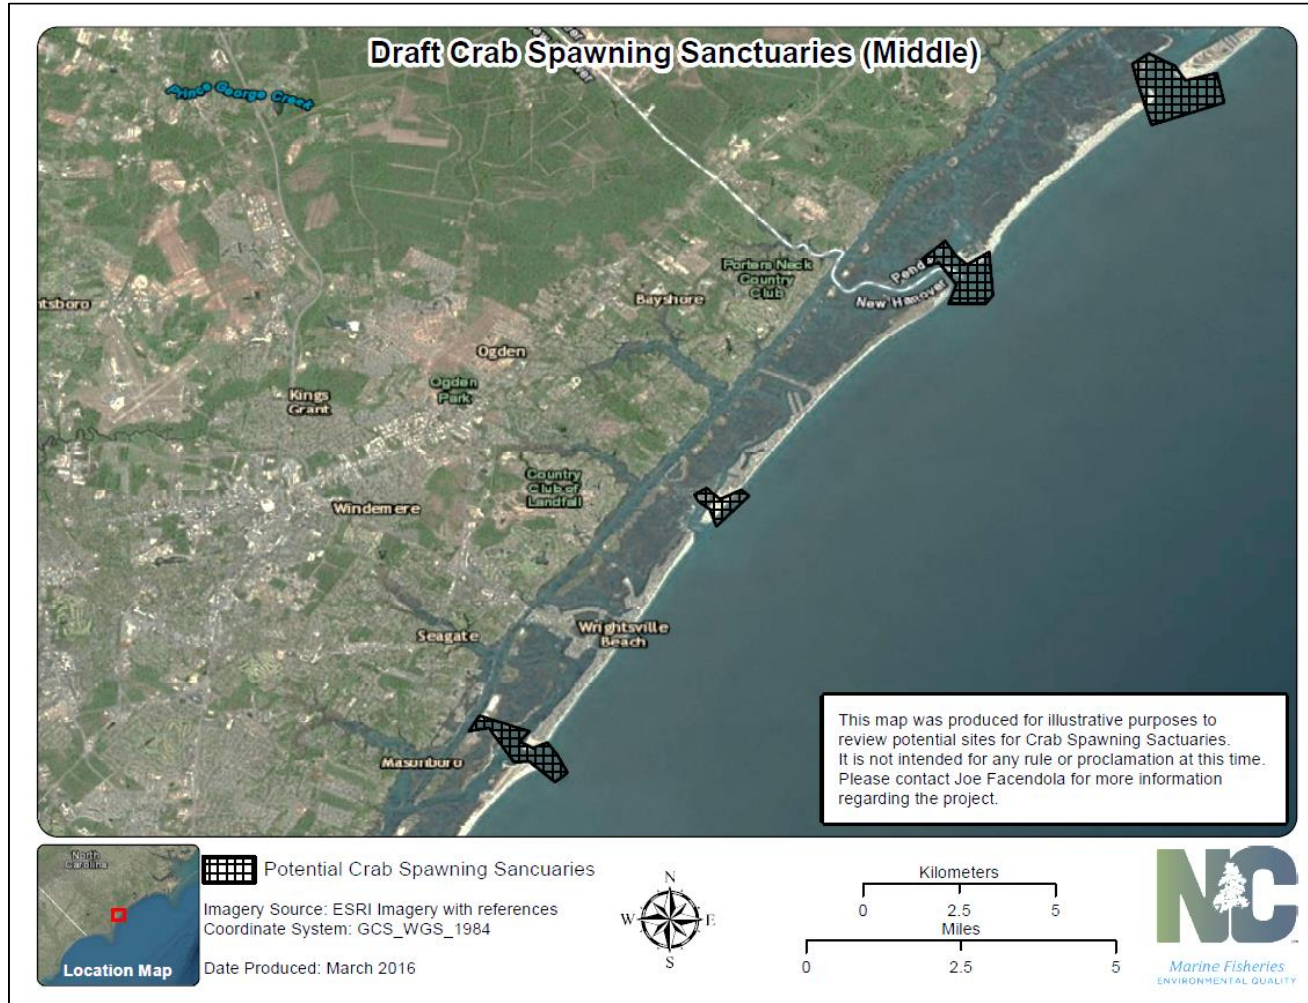 Draft Crab Spawning Sanctuaries (Middle)
Prince George Creek
Porters Neck
Country
Club
Pend
New Hanover
Bayshore
ntsboro
Ogden
Ogden
Park
Kings
Grant
Country
Club of
Landfall
Windemere
Seagate
Wrightsville
Beach
Masonboro
This map was produced for illustrative purposes to
review potential sites for Crab Spawning Sactuaries.
It is not intended for any rule or proclamation at this time.
Please contact Joe Facendola for more information
regarding the project.
North
Carolina
Location Map
Potential Crab Spawning Sancuaries
Imagery Source: ESRI Imagery with references
Coordinate System: GCS_WGS_1984
Date Produced: March 2016
N
W E
S
Kilometers
0 2.5 5
Miles
0 2.5 5
NC
Marine Fisheries
ENVIRONMENTAL QUALITY